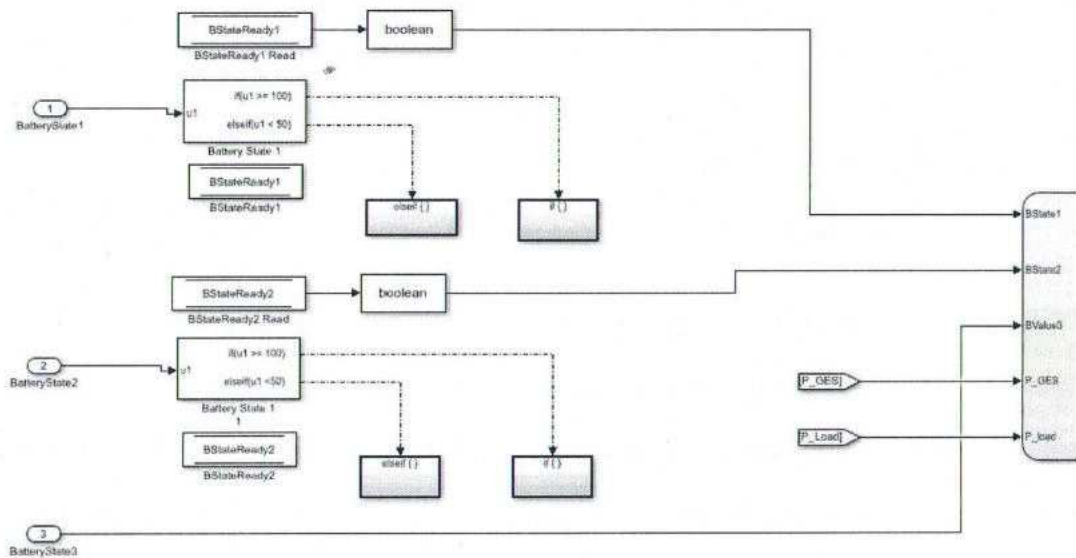 BStateReady1
boolean
BStateReady1 Read
if(u1 >= 100)
1
u1
elseif(u1 < 50)
BatteryState1
Battery State 1
BStateReady1
BStateReady1
elseif { }
if { }
BState1
BState2
BStateReady2
boolean
BStateReady2 Read
BValue3
if(u1 >= 100)
2
u1
elseif(u1 <50)
BatteryState2
[P_GES]
P_GES
Battery State 1
1
[P_Load]
P_load
BStateReady2
BStateReady2
elseif { }
if { }
3
BatteryState3